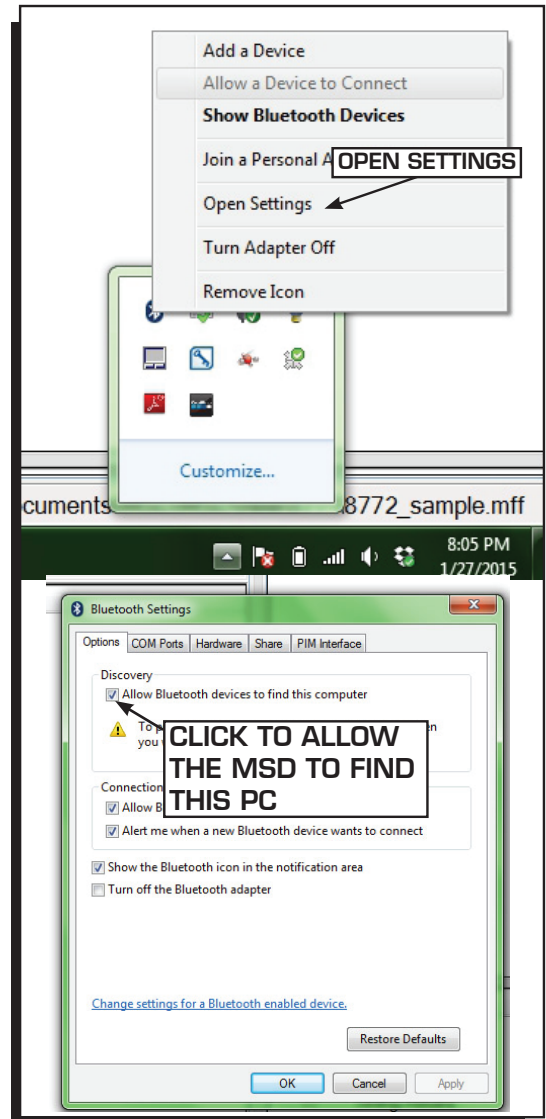 Add a Device
Allow a Device to Connect
Show Bluetooth Devices
Join a Personal A
OPEN SETTINGS
Open Settings
Turn Adapter Off
Remove Icon
Customize...
cuments
8772_sample.mff
8:05 PM
1/27/2015
Bluetooth Settings
Options COM Ports Hardware Share PIM Interface
Discovery
Allow Bluetooth devices to find this computer
To p
en
you
CLICK TO ALLOW
THE MSD TO FIND
THIS PC
Connection
Allow B
Alert me when a new Bluetooth device wants to connect
Show the Bluetooth icon in the notification area
Turn off the Bluetooth adapter
Change settings for a Bluetooth enabled device.
Restore Defaults
OK Cancel Apply